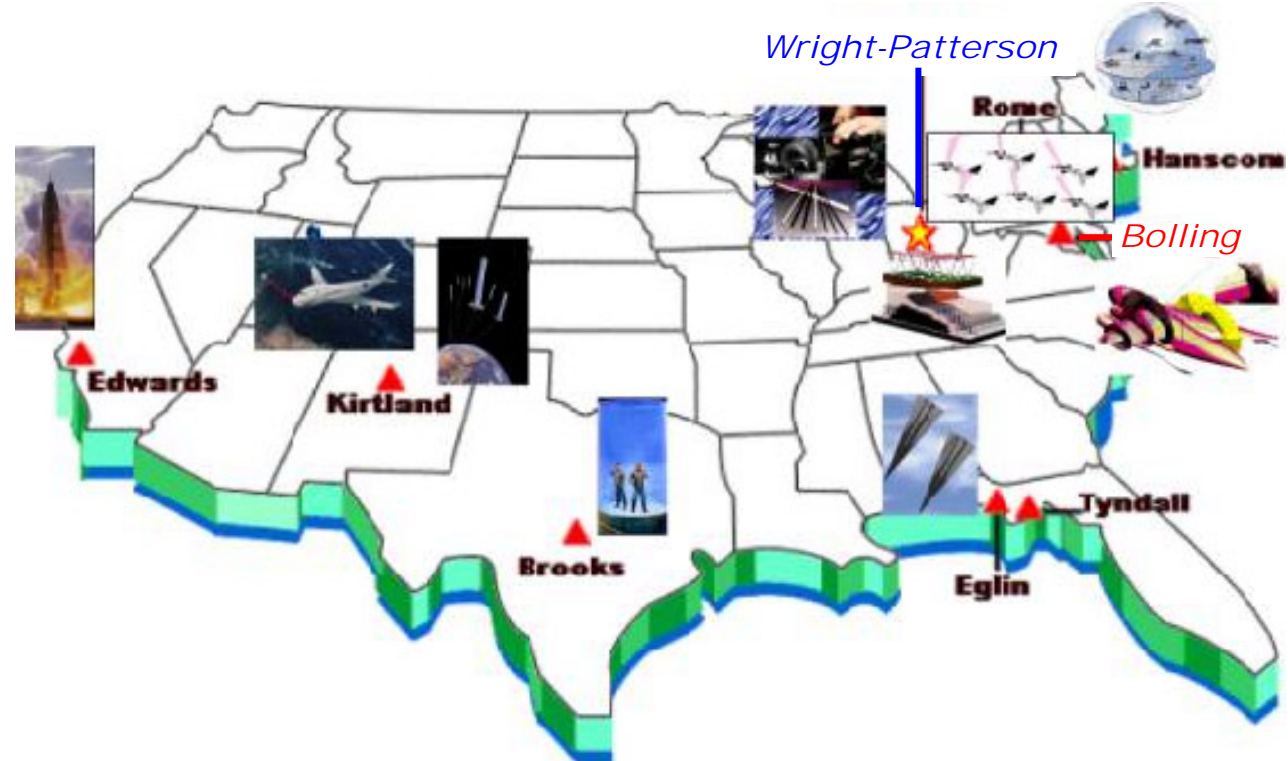 Wright-Patterson
Rome
Hanscom
Bolling
Edwards
Kirtland
Tyndall
Brooks
Eglin